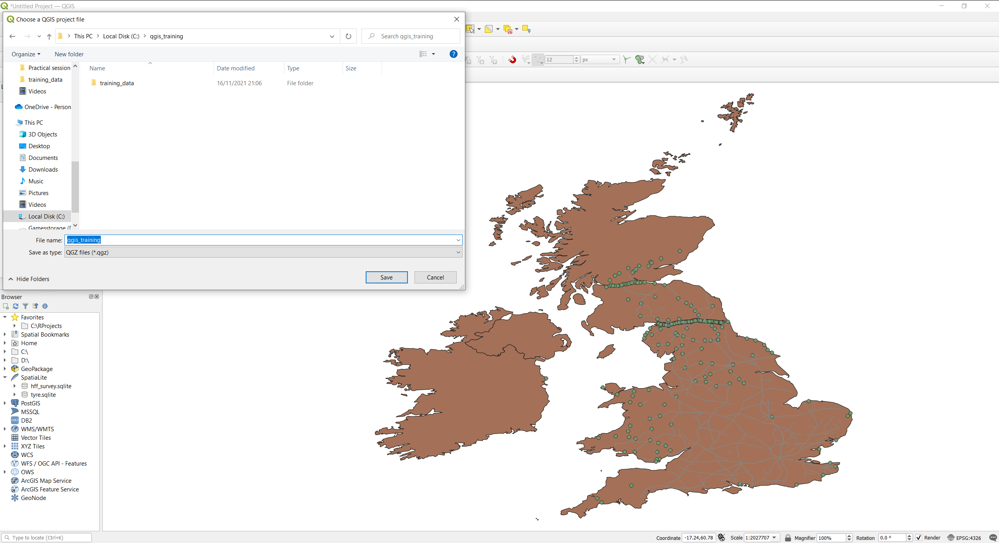 *Untitled Project — QGIS
Choose a QGIS project file
This PC
Local Disk (C:)
qgis_training
Search qgis_training
Organize
New folder
Name
Date modified
Type
Size
Practical session
training_data
Videos
OneDrive - Person
This PC
3D Objects
Desktop
Documents
Downloads
Music
Pictures
Videos
Local Disk (C:)
Gamesstorage (D
training_data
16/11/2021 21:06
File folder
File name:
qgis_training
Save as type:
QGZ files (*.qgz)
Hide Folders
Save
Cancel
12
px
Browser
Favorites
C:\RProjects
Spatial Bookmarks
Home
C:\
D:\
GeoPackage
SpatiaLite
hff_survey.sqlite
tyre.sqlite
PostGIS
MSSQL
DB2
DB2
WMS/WMTS
Vector Tiles
XYZ Tiles
WCS
WFS / OGC API - Features
OWS
ArcGIS Map Service
ArcGIS Feature Service
GeoNode
Type to locate (Ctrl+K)
Coordinate
-17.24,60.78
Scale
1:2027707
Magnifier
100%
Rotation
0.0 °
Render
EPSG:4326